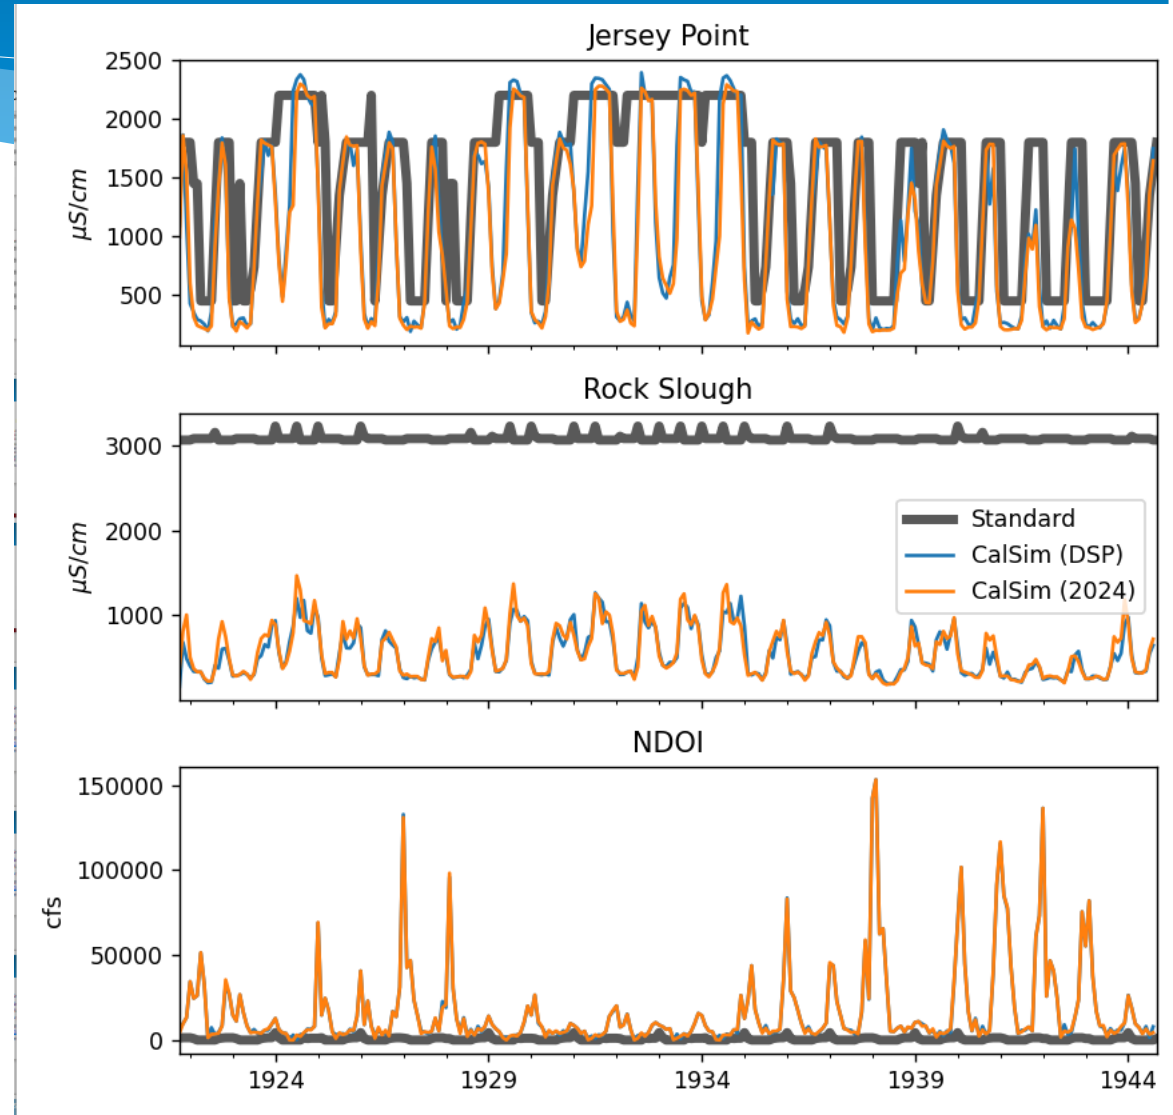 Jersey Point
2500
2000
1500
1000
500
μS/cm
Rock Slough
3000
2000
1000
μS/cm
Standard
CalSim (DSP)
CalSim (2024)
NDOI
150000
100000
50000
0
cfs
1924
1929
1934
1939
1944